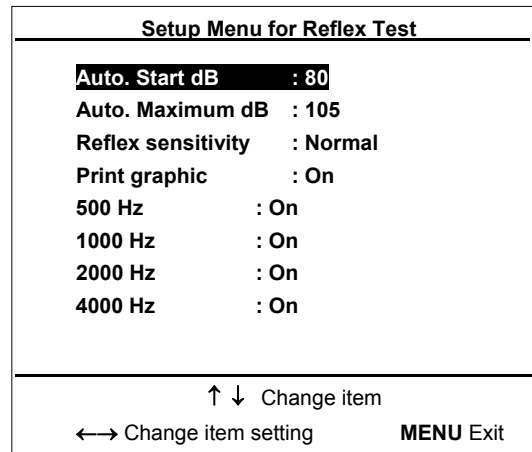 Setup Menu for Reflex Test
Auto. Start dB : 80
Auto. Maximum dB : 105
Reflex sensitivity : Normal
Print graphic : On
500 Hz : On
1000 Hz : On
2000 Hz : On
4000 Hz : On
↑ ↓ Change item
←→ Change item setting MENU Exit